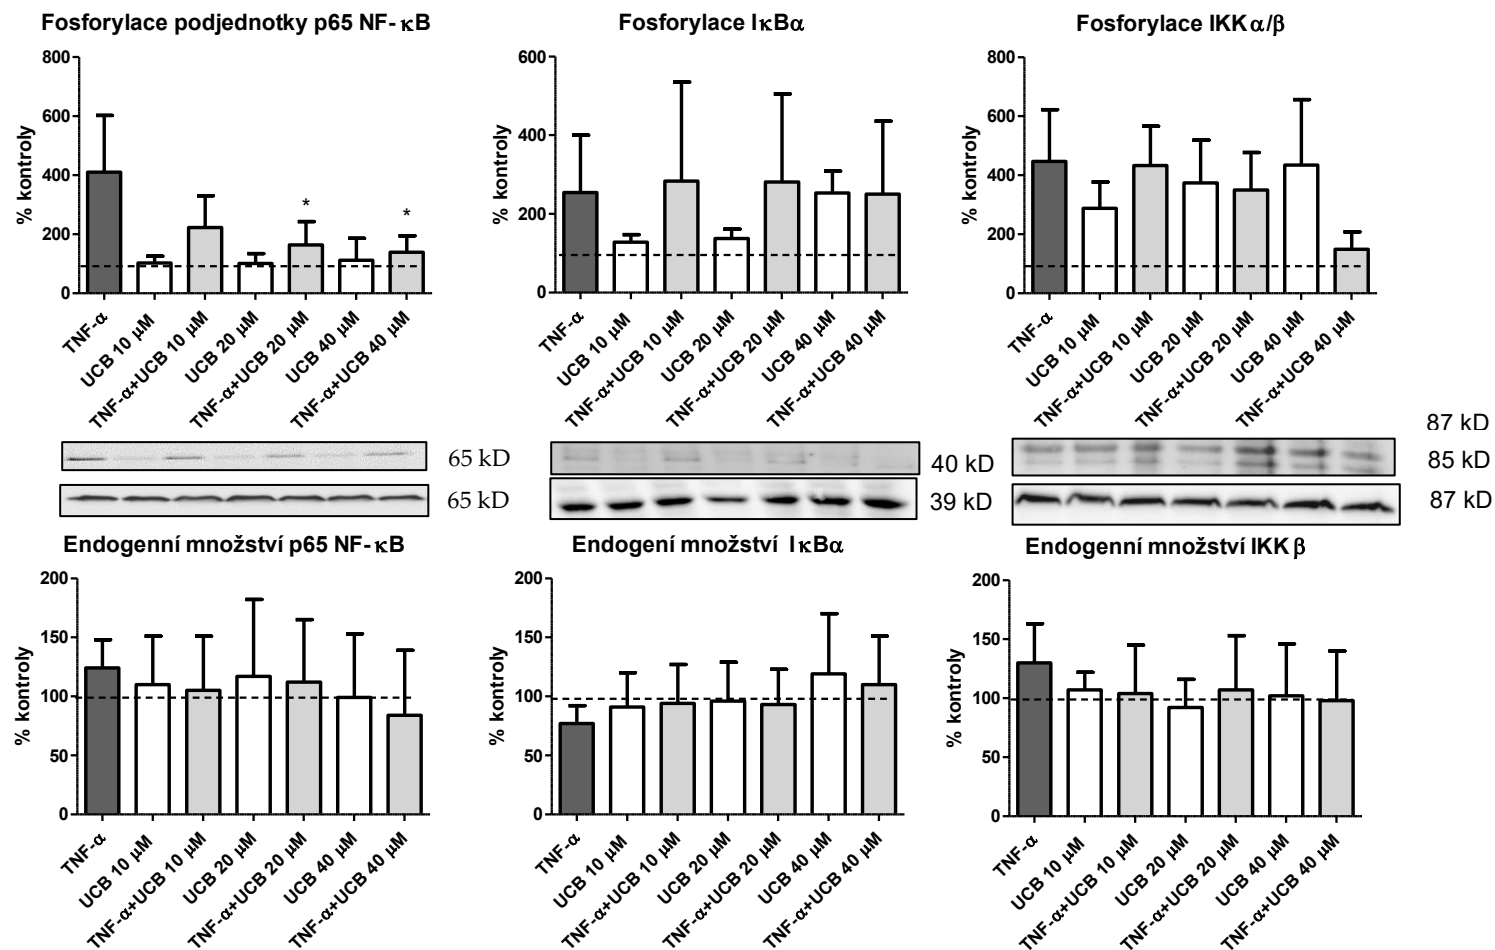 Fosforylace podjednotky p65 NF-κB
% kontroly
800
600
400
200
0
*
*
TNF-α
UCB 10 μM
TNF-α+UCB 10 μM
UCB 20 μM
TNF-α+UCB 20 μM
UCB 40 μM
TNF-α+UCB 40 μM
Fosforylace IκBα
% kontroly
600
400
200
0
TNF-α
UCB 10 μM
TNF-α+UCB 10 μM
UCB 20 μM
TNF-α+UCB 20 μM
UCB 40 μM
TNF-α+UCB 40 μM
Fosforylace IKKα/β
% kontroly
800
600
400
200
0
TNF-α
UCB 10 μM
TNF-α+UCB 10 μM
UCB 20 μM
TNF-α+UCB 20 μM
UCB 40 μM
TNF-α+UCB 40 μM
65 kD
65 kD
40 kD
39 kD
87 kD
85 kD
87 kD
Endogenní množství p65 NF-κB
% kontroly
200
150
100
50
0
TNF-α
UCB 10 μM
TNF-α+UCB 10 μM
UCB 20 μM
TNF-α+UCB 20 μM
UCB 40 μM
TNF-α+UCB 40 μM
Endogení množství IκBα
% kontroly
200
150
100
50
0
TNF-α
UCB 10 μM
TNF-α+UCB 10 μM
UCB 20 μM
TNF-α+UCB 20 μM
UCB 40 μM
TNF-α+UCB 40 μM
Endogenní množství IKKβ
% kontroly
200
150
100
50
0
TNF-α
UCB 10 μM
TNF-α+UCB 10 μM
UCB 20 μM
TNF-α+UCB 20 μM
UCB 40 μM
TNF-α+UCB 40 μM